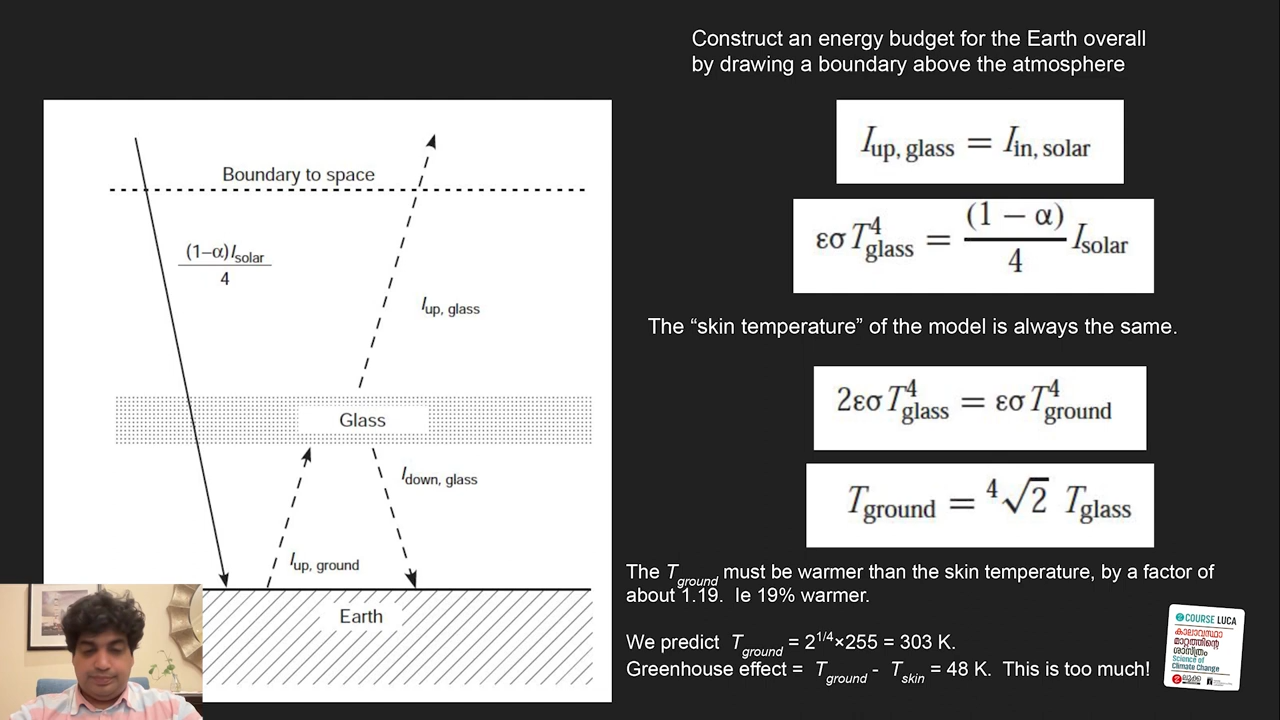 Construct an energy budget for the Earth overall
by drawing a boundary above the atmosphere
I_up, glass = I_in, solar
εσT⁴_glass = (1 − α)/4 I_solar
The “skin temperature” of the model is always the same.
2εσT⁴_glass = εσT⁴_ground
T_ground = ⁴√2 T_glass
The T_ground must be warmer than the skin temperature, by a factor of
about 1.19. Ie 19% warmer.
We predict T_ground = 2^1/4×255 = 303 K.
Greenhouse effect = T_ground - T_skin = 48 K. This is too much!
Boundary to space
(1−α)I_solar
4
I_up, glass
Glass
I_down, glass
I_up, ground
Earth
COURSE LUCA
കാലാവസ്ഥാ
മാറ്റത്തിന്റെ
ശാസ്ത്രം
Science of
Climate Change
ലൂക്ക